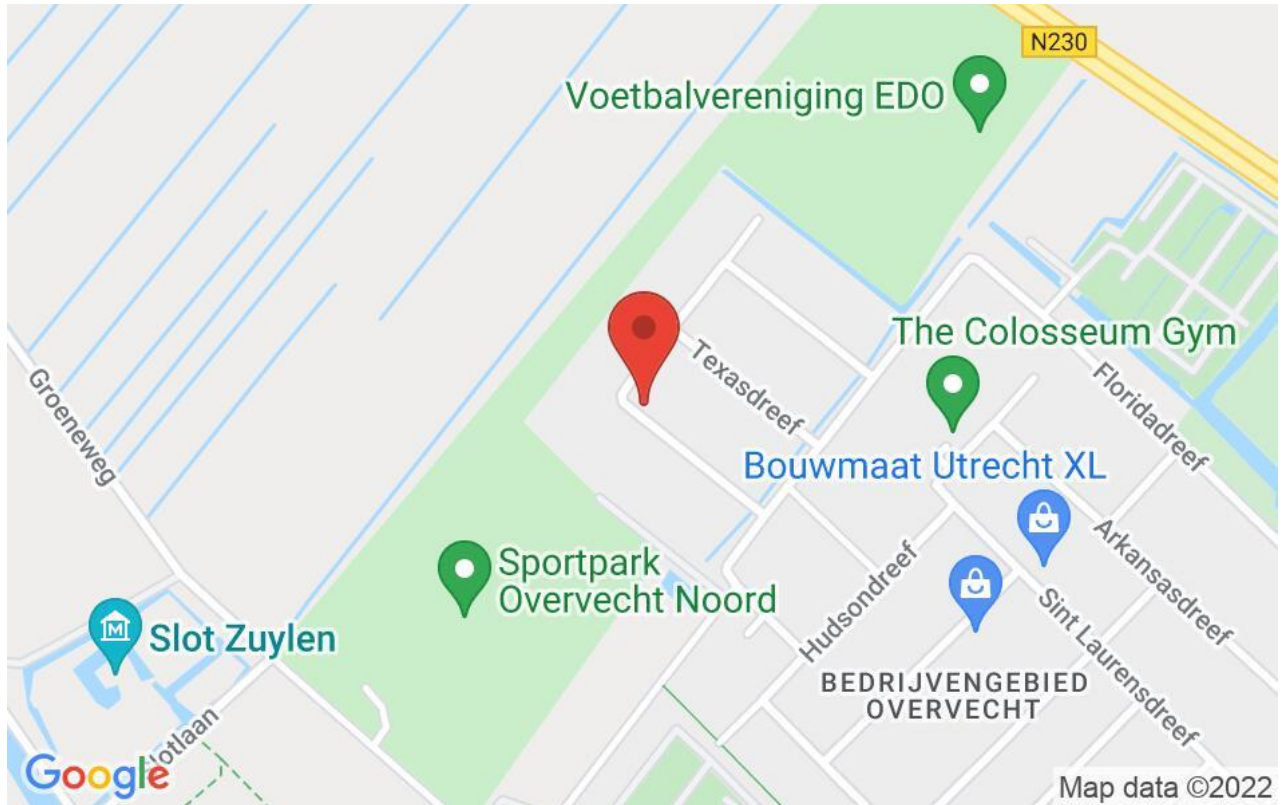 N230
Voetbalvereniging EDO
The Colosseum Gym
Texasdreef
Floridadreef
Groeneweg
Bouwmaat Utrecht XL
Arkansasdreef
Sportpark
Overvecht Noord
Hudsondreef
Sint Laurensdreef
Slot Zuylen
BEDRIJVENGEBIED
OVERVECHT
lotlaan
Google
Map data ©2022